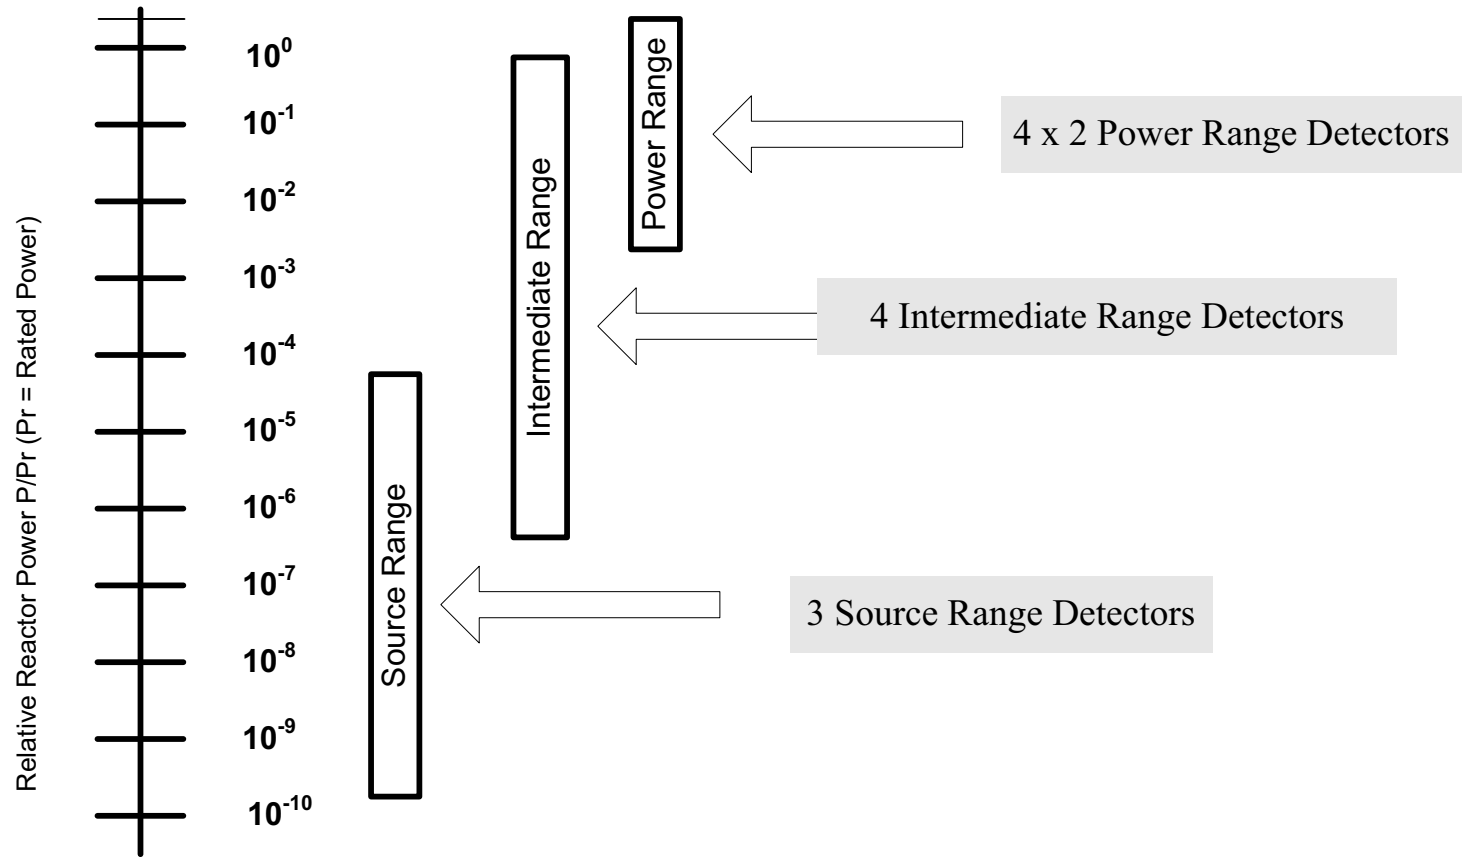 Relative Reactor Power P/Pr (Pr = Rated Power)
10⁰
10⁻¹
10⁻²
10⁻³
10⁻⁴
10⁻⁵
10⁻⁶
10⁻⁷
10⁻⁸
10⁻⁹
10⁻¹⁰
Source Range
Intermediate Range
Power Range
4 x 2 Power Range Detectors
4 Intermediate Range Detectors
3 Source Range Detectors